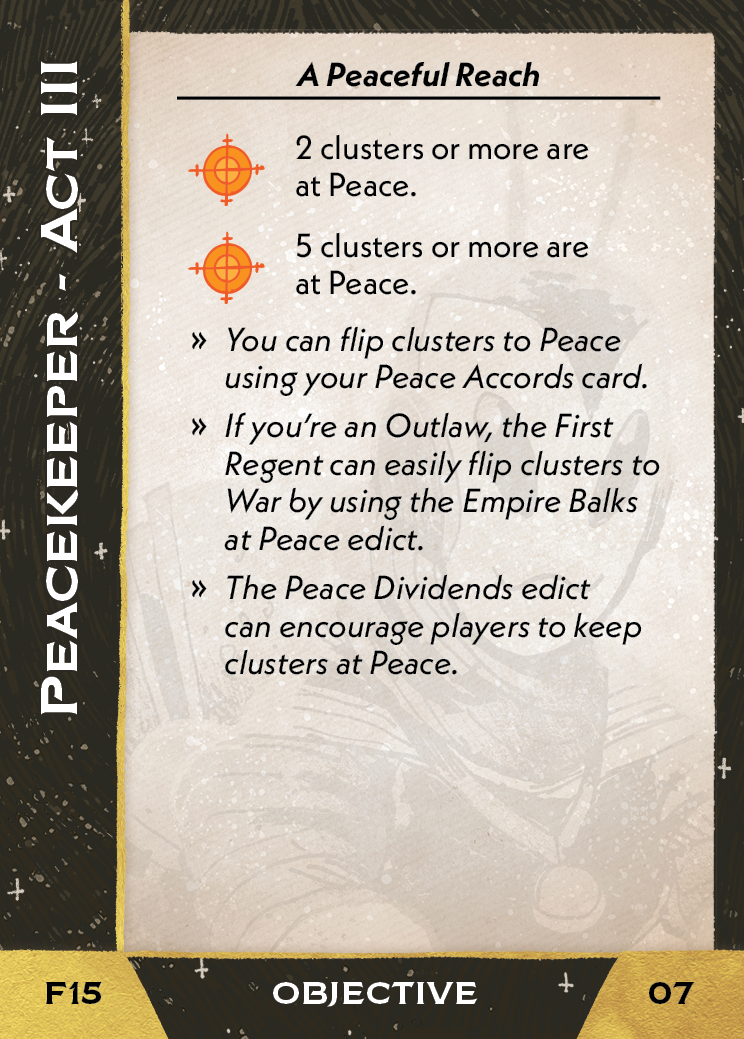 PEACEKEEPER - ACT III
A Peaceful Reach
2 clusters or more are
at Peace.
5 clusters or more are
at Peace.
» You can flip clusters to Peace
using your Peace Accords card.
» If you're an Outlaw, the First
Regent can easily flip clusters to
War by using the Empire Balks
at Peace edict.
» The Peace Dividends edict
can encourage players to keep
clusters at Peace.
F15
OBJECTIVE
07